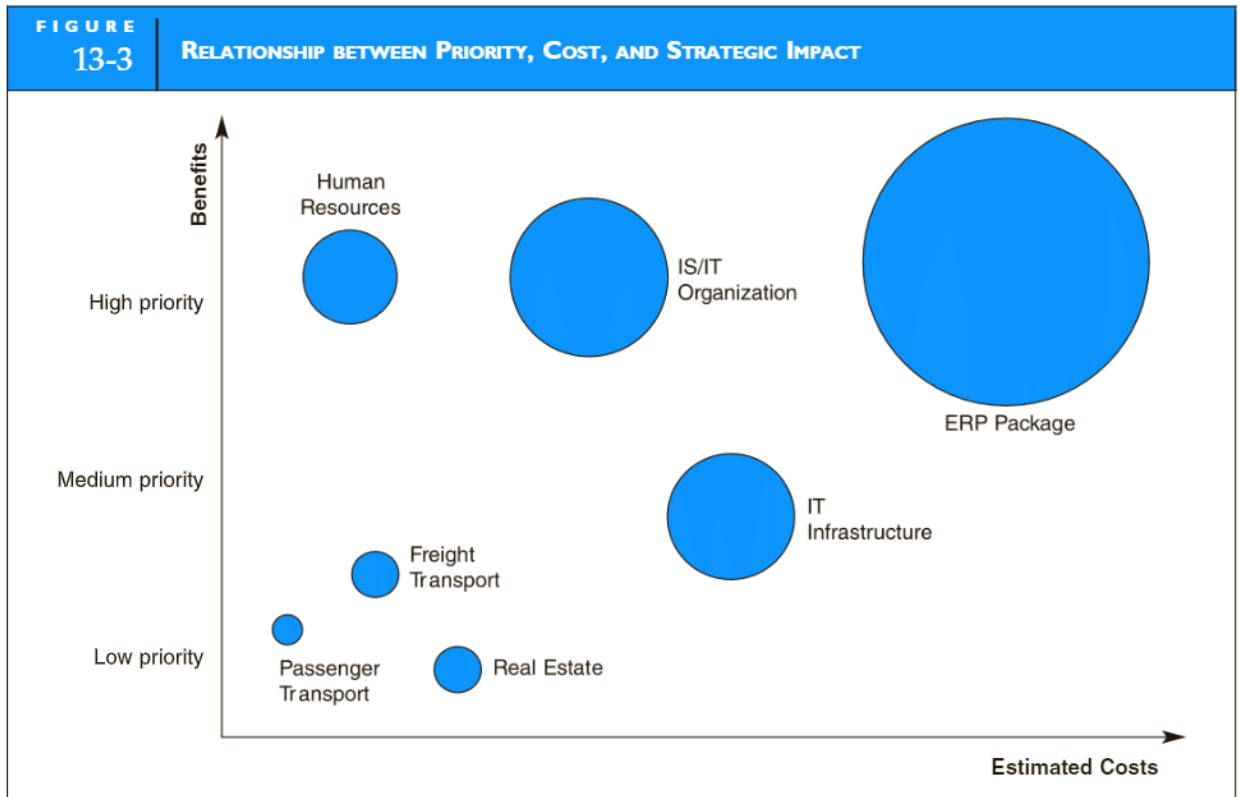 FIGURE
13-3
RELATIONSHIP BETWEEN PRIORITY, COST, AND STRATEGIC IMPACT
Benefits
Human
Resources
IS/IT
Organization
High priority
ERP Package
Medium priority
IT
Infrastructure
Freight
Transport
Low priority
Passenger
Transport
Real Estate
Estimated Costs